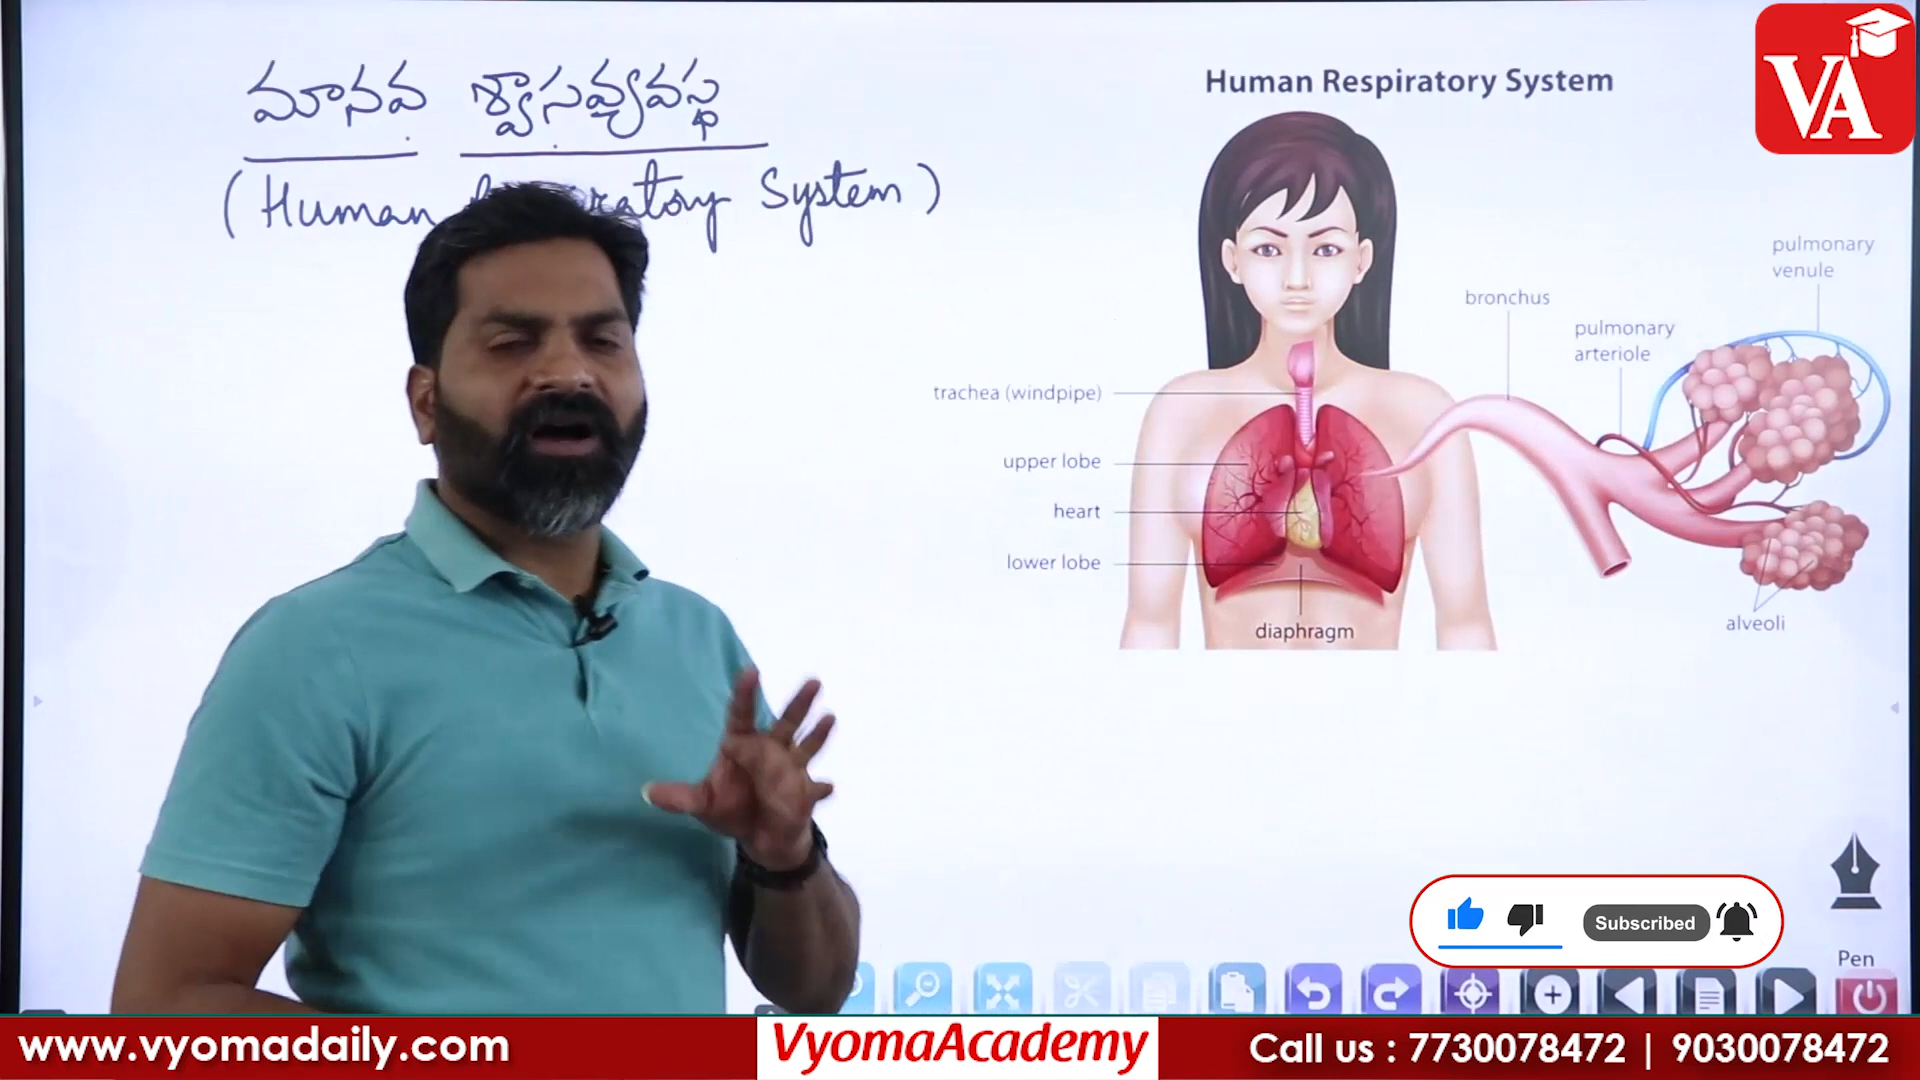 మానవ శ్వాసవ్యవస్థ
(Human ratory System)
Human Respiratory System
VA
pulmonary
venule
bronchus
pulmonary
arteriole
trachea (windpipe)
upper lobe
heart
lower lobe
diaphragm
alveoli
Subscribed
Pen
www.vyomadaily.com
VyomaAcademy
Call us : 7730078472 | 9030078472